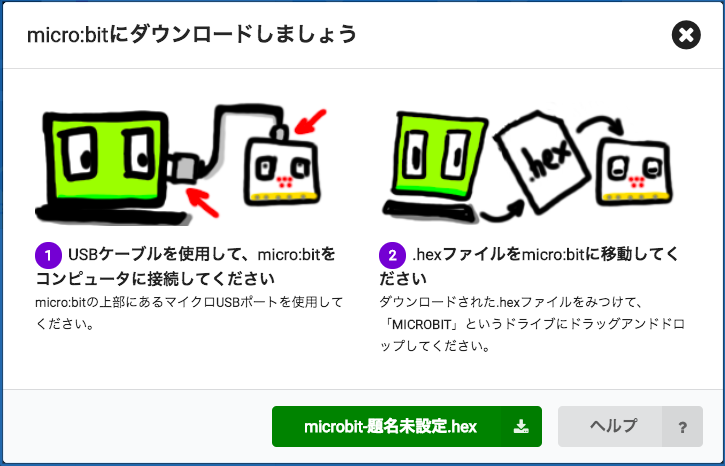 micro:bitにダウンロードしましょう
.hex
1 USBケーブルを使用して、micro:bitを
コンピュータに接続してください
micro:bitの上部にあるマイクロUSBポートを使用して
ください。
2 .hexファイルをmicro:bitに移動してく
ださい
ダウンロードされた.hexファイルをみつけて、
「MICROBIT」というドライブにドラッグアンドドロ
ップしてください。
microbit-題名未設定.hex
ヘルプ ?